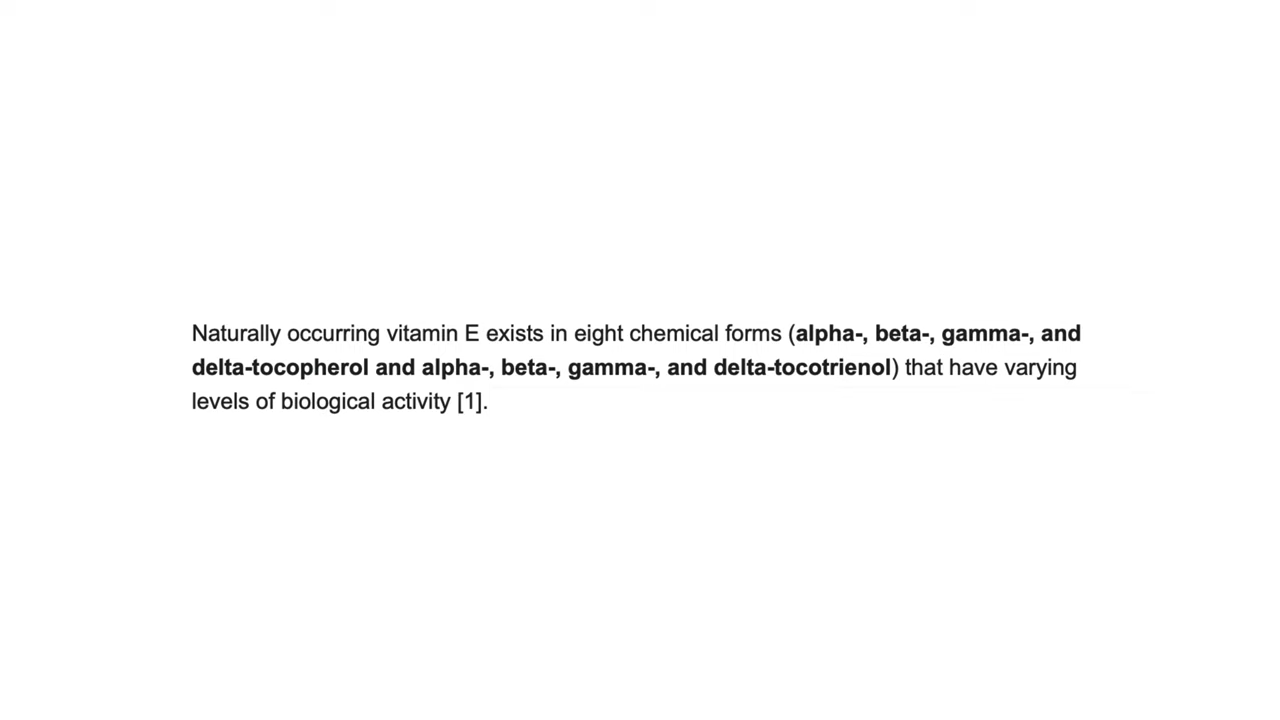 Naturally occurring vitamin E exists in eight chemical forms (alpha-, beta-, gamma-, and
delta-tocopherol and alpha-, beta-, gamma-, and delta-tocotrienol) that have varying
levels of biological activity [1].